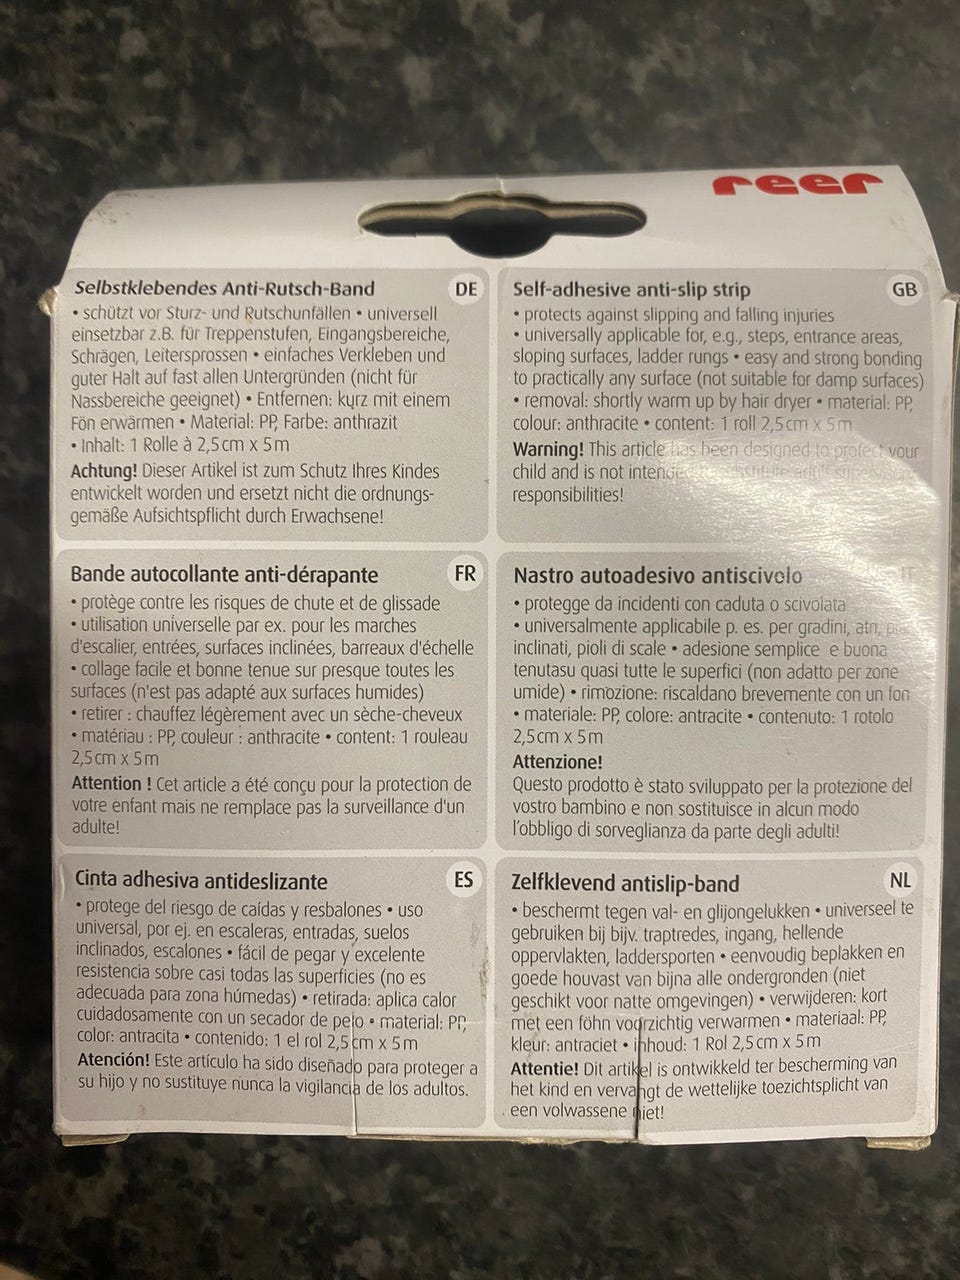 reer
Selbstklebendes Anti-Rutsch-Band DE
• schützt vor Sturz- und Rutschunfällen • universell
einsetzbar z.B. für Treppenstufen, Eingangsbereiche,
Schrägen, Leitersprossen • einfaches Verkleben und
guter Halt auf fast allen Untergründen (nicht für
Nassbereiche geeignet) • Entfernen: kurz mit einem
Fön erwärmen • Material: PP, Farbe: anthrazit
• Inhalt: 1 Rolle à 2,5 cm x 5 m
Achtung! Dieser Artikel ist zum Schutz Ihres Kindes
entwickelt worden und ersetzt nicht die ordnungs-
gemäße Aufsichtspflicht durch Erwachsene!
Self-adhesive anti-slip strip GB
• protects against slipping and falling injuries
• universally applicable for, e.g., steps, entrance areas,
sloping surfaces, ladder rungs • easy and strong bonding
to practically any surface (not suitable for damp surfaces)
• removal: shortly warm up by hair dryer • material: PP,
colour: anthracite • content: 1 roll 2,5 cm x 5 m
Warning! This article has been designed to protect your
child and is not intended substitute adult
responsibilities!
Bande autocollante anti-dérapante FR
• protège contre les risques de chute et de glissade
• utilisation universelle par ex. pour les marches
d'escalier, entrées, surfaces inclinées, barreaux d'échelle
• collage facile et bonne tenue sur presque toutes les
surfaces (n'est pas adapté aux surfaces humides)
• retirer : chauffez légèrement avec un sèche-cheveux
• matériau : PP, couleur : anthracite • content: 1 rouleau
2,5 cm x 5 m
Attention ! Cet article a été conçu pour la protection de
votre enfant mais ne remplace pas la surveillance d'un
adulte!
Nastro autoadesivo antiscivolo IT
• protegge da incidenti con caduta o scivolata
• universalmente applicabile p. es. per gradini, atri,
inclinati, pioli di scale • adesione semplice e buona
tenutasu quasi tutte le superfici (non adatto per zone
umide) • rimozione: riscaldano brevemente con un fon
• materiale: PP, colore: antracite • contenuto: 1 rotolo
2,5 cm x 5 m
Attenzione!
Questo prodotto è stato sviluppato per la protezione del
vostro bambino e non sostituisce in alcun modo
l'obbligo di sorveglianza da parte degli adulti!
Cinta adhesiva antideslizante ES
• protege del riesgo de caídas y resbalones • uso
universal, por ej. en escaleras, entradas, suelos
inclinados, escalones • fácil de pegar y excelente
resistencia sobre casi todas las superficies (no es
adecuada para zona húmedas) • retirada: aplica calor
cuidadosamente con un secador de pelo • material: PP,
color: antracita • contenido: 1 el rol 2,5 cm x 5 m
Atención! Este artículo ha sido diseñado para proteger a
su hijo y no sustituye nunca la vigilancia de los adultos.
Zelfklevend antislip-band NL
• beschermt tegen val- en glijongelukken • universeel te
gebruiken bij bijv. traptredes, ingang, hellende
oppervlakten, laddersporten • eenvoudig beplakken en
goede houvast van bijna alle ondergronden (niet
geschikt voor natte omgevingen) • verwijderen: kort
met een föhn voorzichtig verwarmen • materiaal: PP,
kleur: antraciet • inhoud: 1 Rol 2,5 cm x 5 m
Attentie! Dit artikel is ontwikkeld ter bescherming van
het kind en vervangt de wettelijke toezichtsplicht van
een volwassene niet!